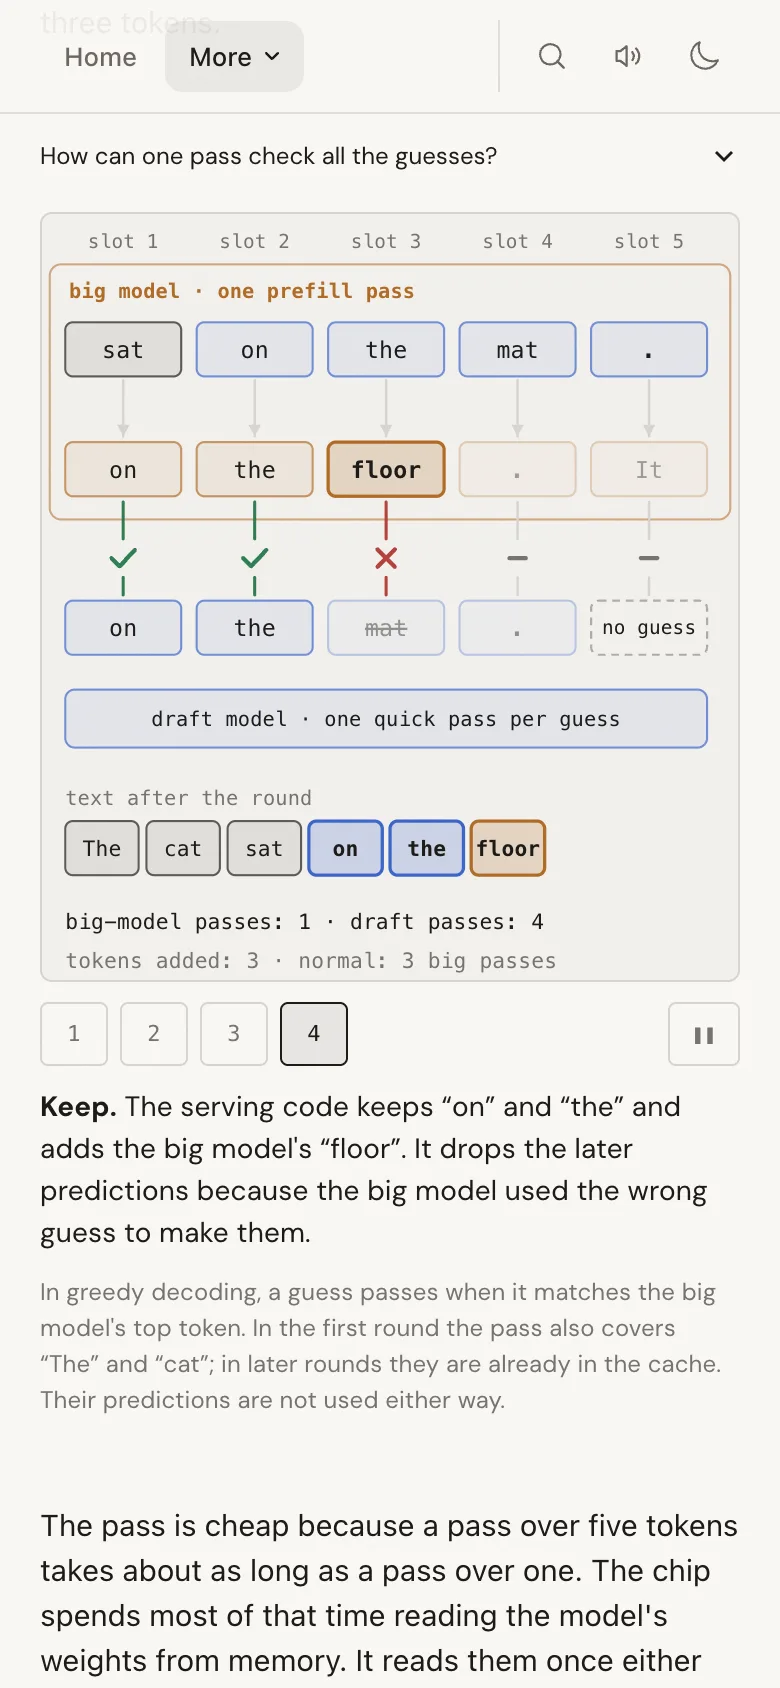 three tokens.
Home More
How can one pass check all the guesses?
slot 1 slot 2 slot 3 slot 4 slot 5
big model · one prefill pass
sat on the mat .
on the floor . It
on the mat . no guess
draft model · one quick pass per guess
text after the round
The cat sat on the floor
big-model passes: 1 · draft passes: 4
tokens added: 3 · normal: 3 big passes
1 2 3 4
Keep. The serving code keeps “on” and “the” and
adds the big model's “floor”. It drops the later
predictions because the big model used the wrong
guess to make them.
In greedy decoding, a guess passes when it matches the big
model's top token. In the first round the pass also covers
“The” and “cat”; in later rounds they are already in the cache.
Their predictions are not used either way.
The pass is cheap because a pass over five tokens
takes about as long as a pass over one. The chip
spends most of that time reading the model's
weights from memory. It reads them once either